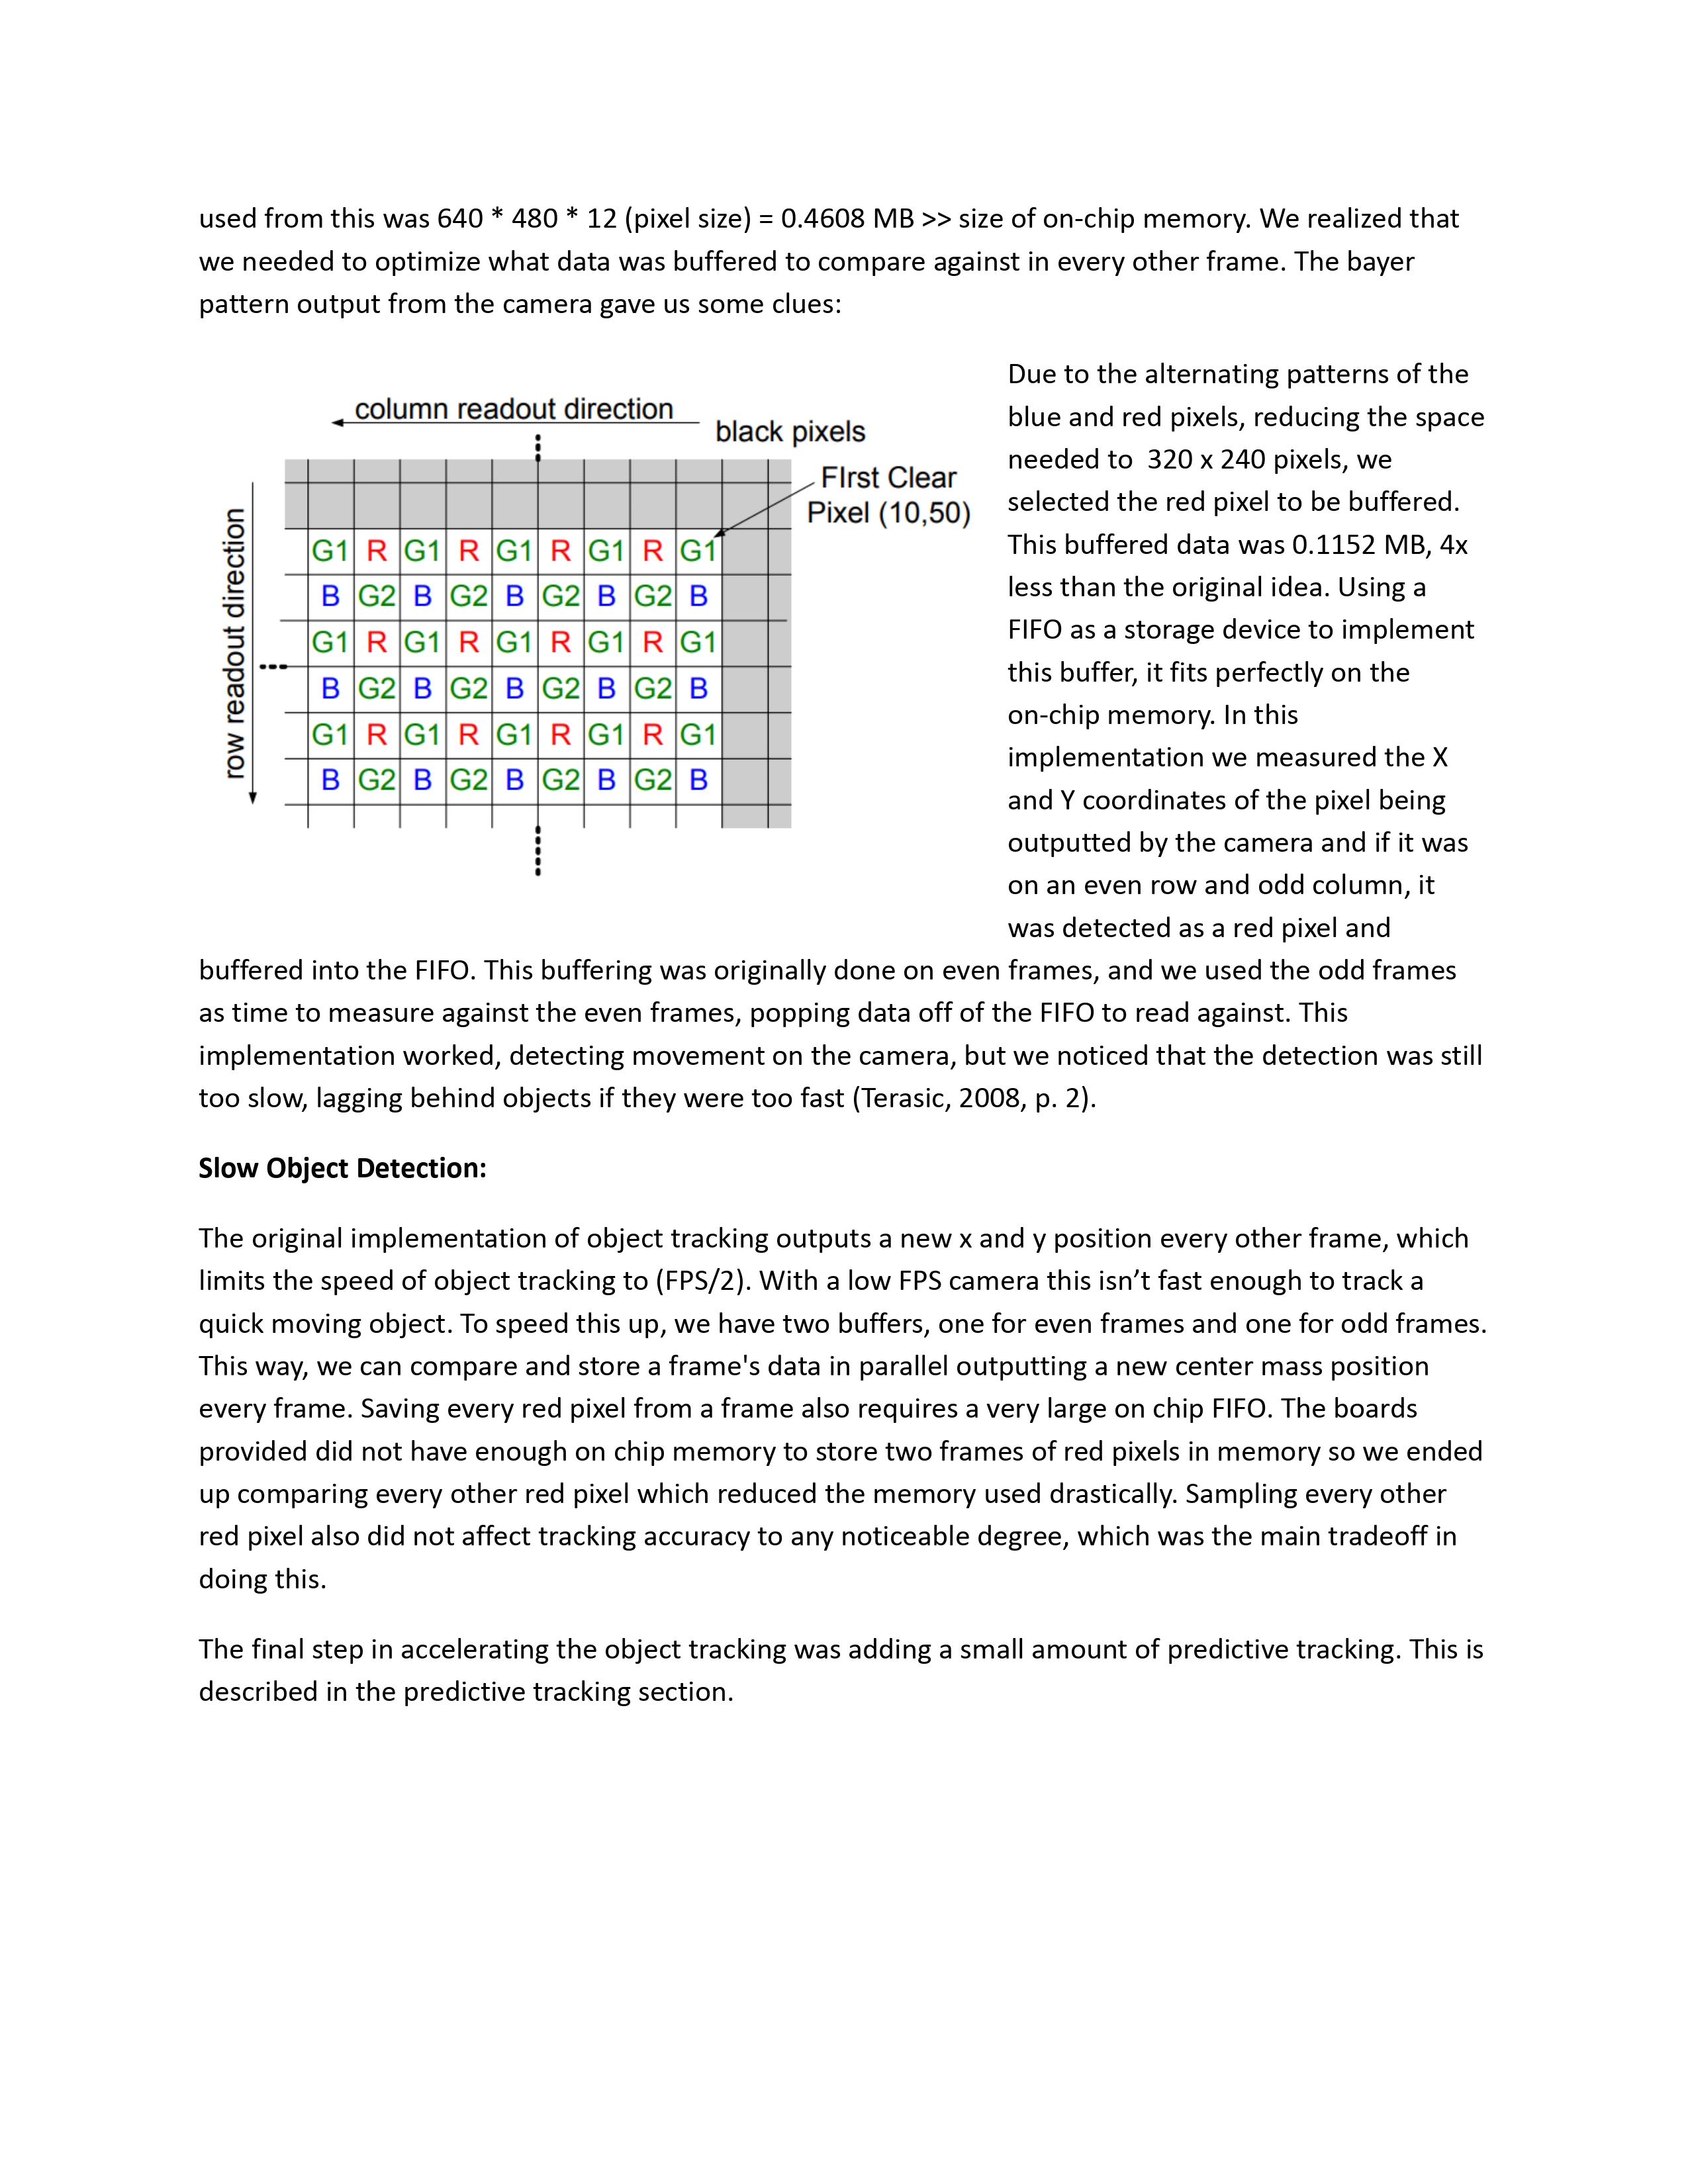 used from this was 640 * 480 * 12 (pixel size) = 0.4608 MB >> size of on-chip memory. We realized that
we needed to optimize what data was buffered to compare against in every other frame. The bayer
pattern output from the camera gave us some clues:
column readout direction
black pixels
FIrst Clear
Pixel (10,50)
row readout direction
G1 R G1 R G1 R G1 R G1
B G2 B G2 B G2 B G2 B
G1 R G1 R G1 R G1 R G1
B G2 B G2 B G2 B G2 B
G1 R G1 R G1 R G1 R G1
B G2 B G2 B G2 B G2 B
Due to the alternating patterns of the
blue and red pixels, reducing the space
needed to  320 x 240 pixels, we
selected the red pixel to be buffered.
This buffered data was 0.1152 MB, 4x
less than the original idea. Using a
FIFO as a storage device to implement
this buffer, it fits perfectly on the
on-chip memory. In this
implementation we measured the X
and Y coordinates of the pixel being
outputted by the camera and if it was
on an even row and odd column, it
was detected as a red pixel and
buffered into the FIFO. This buffering was originally done on even frames, and we used the odd frames
as time to measure against the even frames, popping data off of the FIFO to read against. This
implementation worked, detecting movement on the camera, but we noticed that the detection was still
too slow, lagging behind objects if they were too fast (Terasic, 2008, p. 2).
Slow Object Detection:
The original implementation of object tracking outputs a new x and y position every other frame, which
limits the speed of object tracking to (FPS/2). With a low FPS camera this isn’t fast enough to track a
quick moving object. To speed this up, we have two buffers, one for even frames and one for odd frames.
This way, we can compare and store a frame's data in parallel outputting a new center mass position
every frame. Saving every red pixel from a frame also requires a very large on chip FIFO. The boards
provided did not have enough on chip memory to store two frames of red pixels in memory so we ended
up comparing every other red pixel which reduced the memory used drastically. Sampling every other
red pixel also did not affect tracking accuracy to any noticeable degree, which was the main tradeoff in
doing this.
The final step in accelerating the object tracking was adding a small amount of predictive tracking. This is
described in the predictive tracking section.